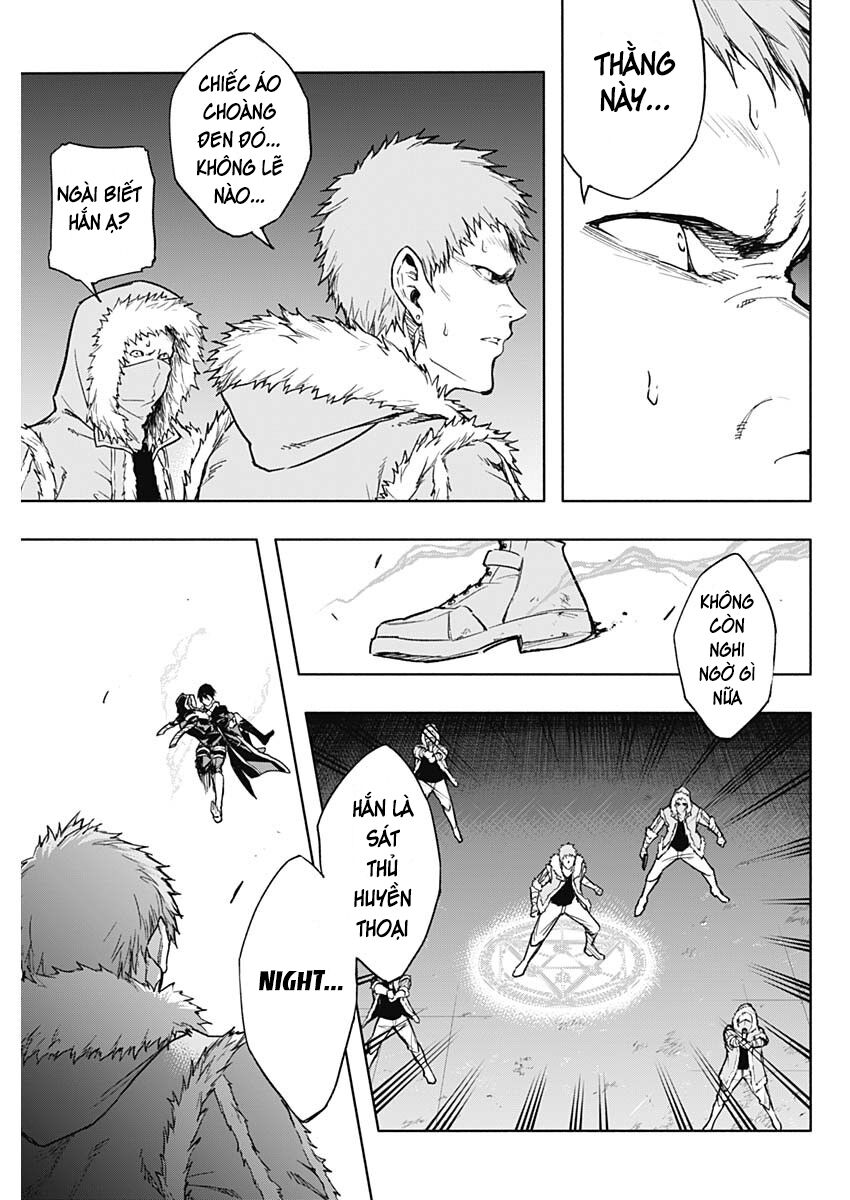 THẰNG
NÀY...
CHIẾC ÁO
CHOÀNG
ĐEN ĐÓ...
KHÔNG LẼ
NÀO...
NGÀI BIẾT
HẮN Ạ?
KHÔNG
CÒN
NGHI
NGỜ GÌ
NỮA
HẮN LÀ
SÁT
THỦ
HUYỀN
THOẠI
NIGHT...